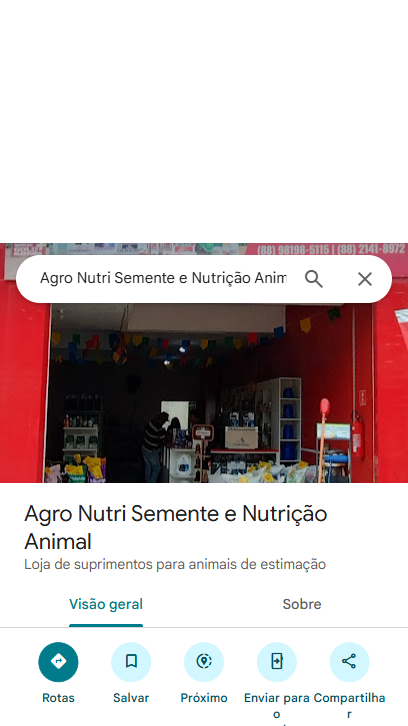 (88) 98198-5115 | (88) 2141-8972
Agro Nutri Semente e Nutrição Anim
Agro Nutri Semente e Nutrição
Animal
Loja de suprimentos para animais de estimação
Visão geral
Sobre
Rotas
Salvar
Próximo
Enviar para o
Compartilhar